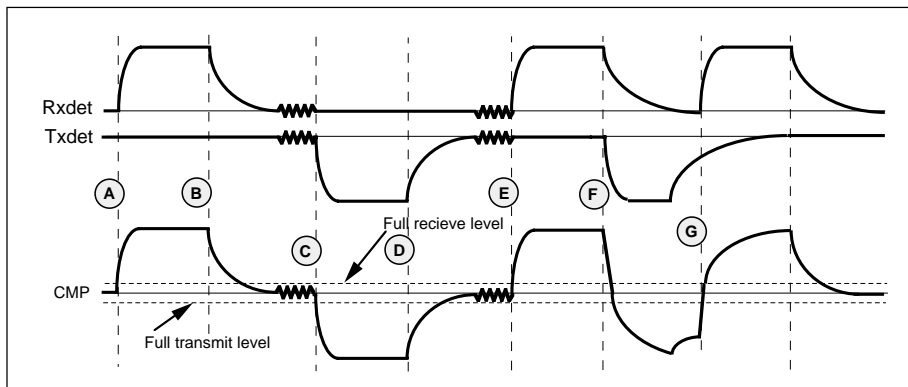 Rxdet
Txdet
A
B
E
F
Full recieve level
C
D
G
CMP
Full transmit level